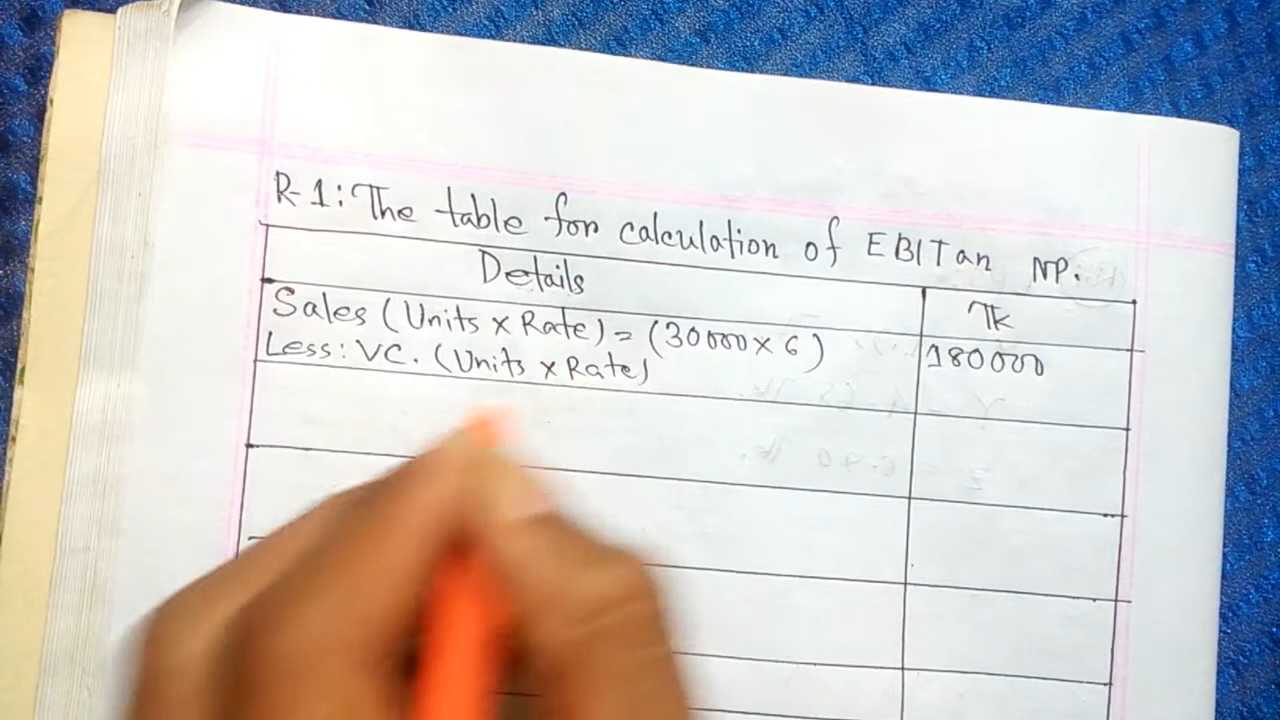 R-1: The table for calculation of EBIT an NP.
Details
Tk
Sales (Units x Rate) = (30000 x 6)
180000
Less: VC. (Units x Rate)